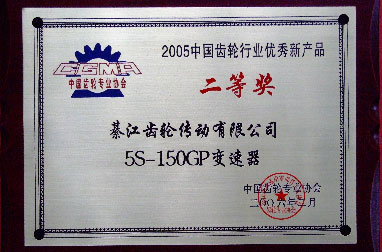 CGMA
中国齿轮专业协会
2005中国齿轮行业优秀新产品
二等奖
綦江齿轮传动有限公司
5S-150GP变速器
中国齿轮专业协会